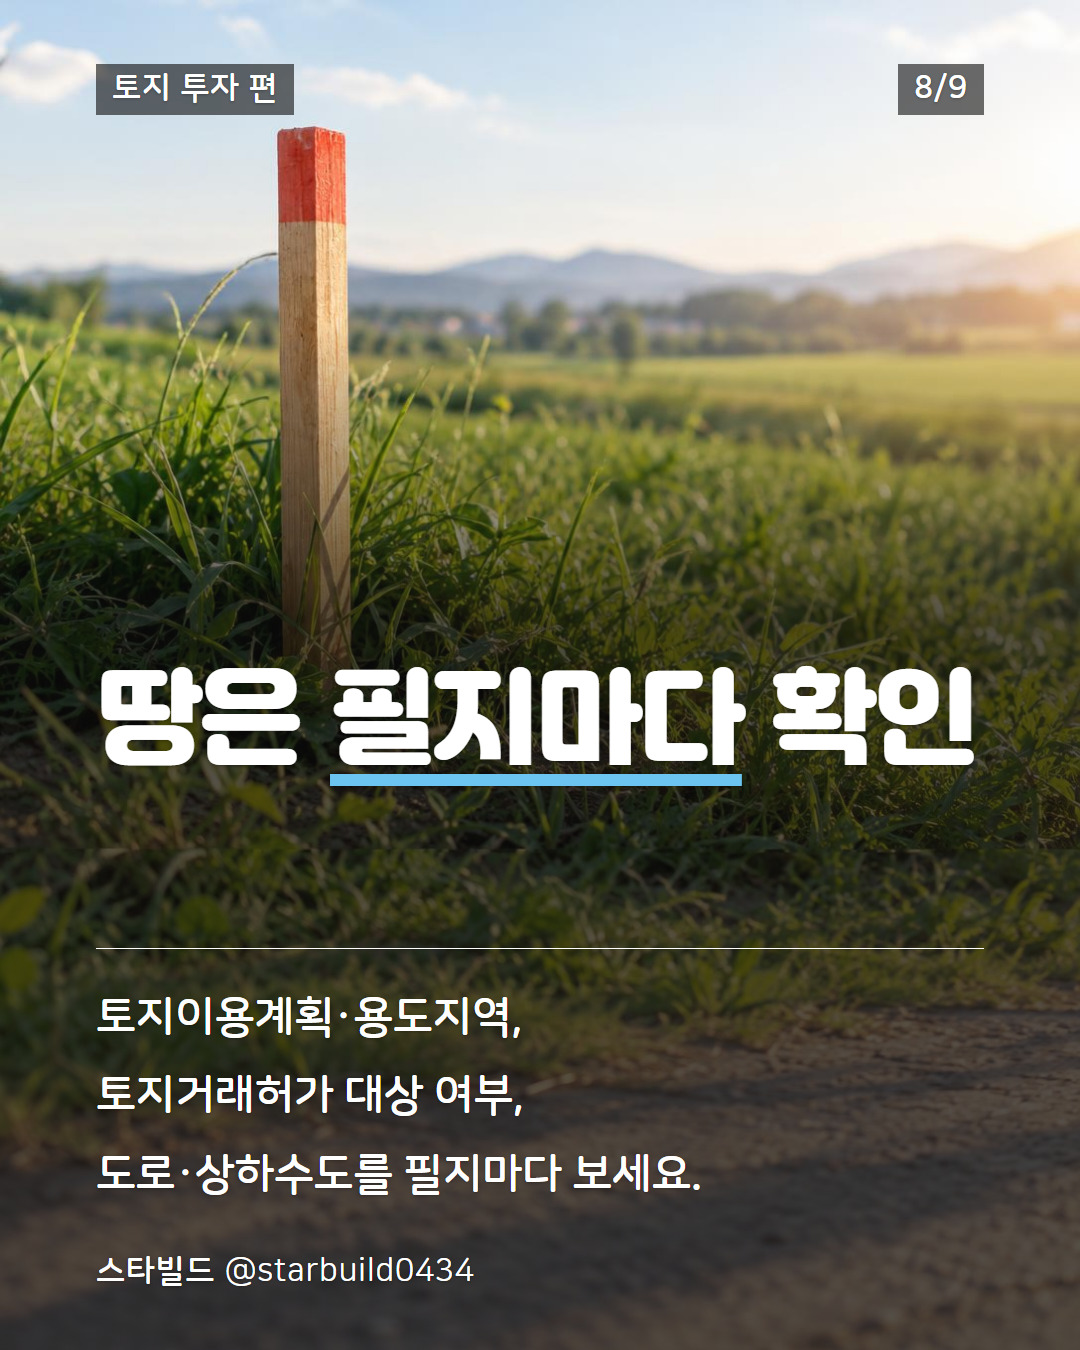 토지 투자 편
8/9
땅은 필지마다 확인
토지이용계획·용도지역,
토지거래허가 대상 여부,
도로·상하수도를 필지마다 보세요.
스타빌드 @starbuild0434